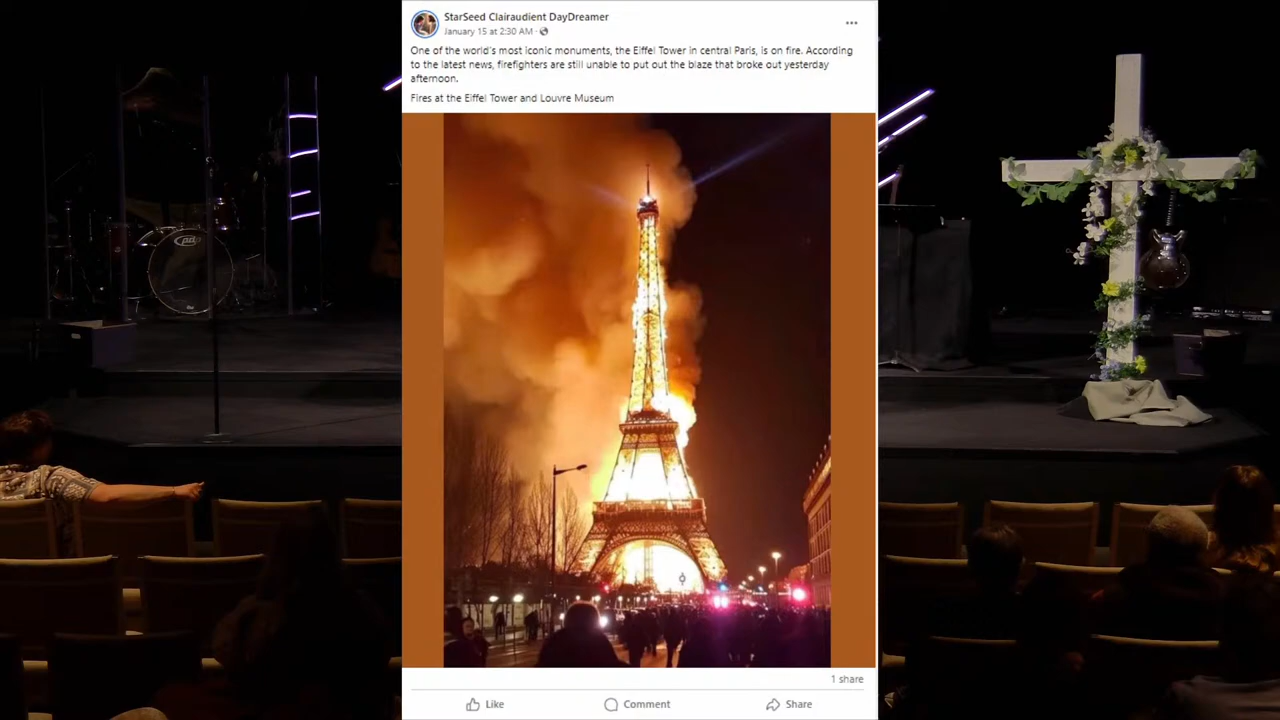 StarSeed Clairaudient DayDreamer
January 15 at 2:30 AM ·
One of the world's most iconic monuments, the Eiffel Tower in central Paris, is on fire. According
to the latest news, firefighters are still unable to put out the blaze that broke out yesterday
afternoon.
Fires at the Eiffel Tower and Louvre Museum
pd
1 share
Like Comment Share